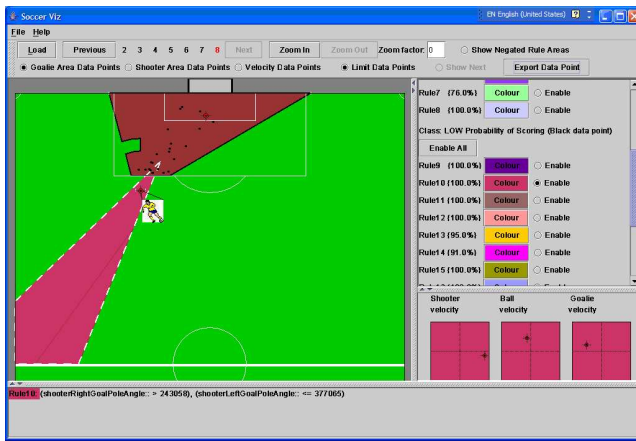 Soccer Viz
EN English (United States)
File Help
Load Previous 2 3 4 5 6 7 8 Next Zoom In Zoom Out Zoom factor: 0 Show Negated Rule Areas
Goalie Area Data Points Shooter Area Data Points Velocity Data Points Limit Data Points Show Next Export Data Point
Rule7 (76.0%) Colour Enable
Rule8 (100.0%) Colour Enable
Class: LOW Probability of Scoring (Black data point)
Enable All
Rule9 (100.0%) Colour Enable
Rule10 (100.0%) Colour Enable
Rule11 (100.0%) Colour Enable
Rule12 (100.0%) Colour Enable
Rule13 (95.0%) Colour Enable
Rule14 (91.0%) Colour Enable
Rule15 (100.0%) Colour Enable
Shooter velocity
Ball velocity
Goalie velocity
Rule10: (shooterRightGoalPoleAngle:: > 243058), (shooterLeftGoalPoleAngle:: <= 377065)